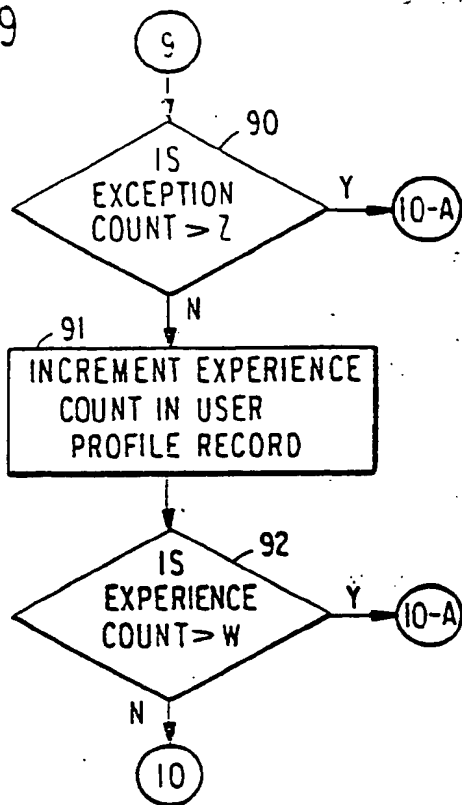 9
9
90
IS
EXCEPTION
COUNT > Z
Y
10-A
N
91
INCREMENT EXPERIENCE
COUNT IN USER
PROFILE RECORD
92
IS
EXPERIENCE
COUNT > W
Y
10-A
N
10